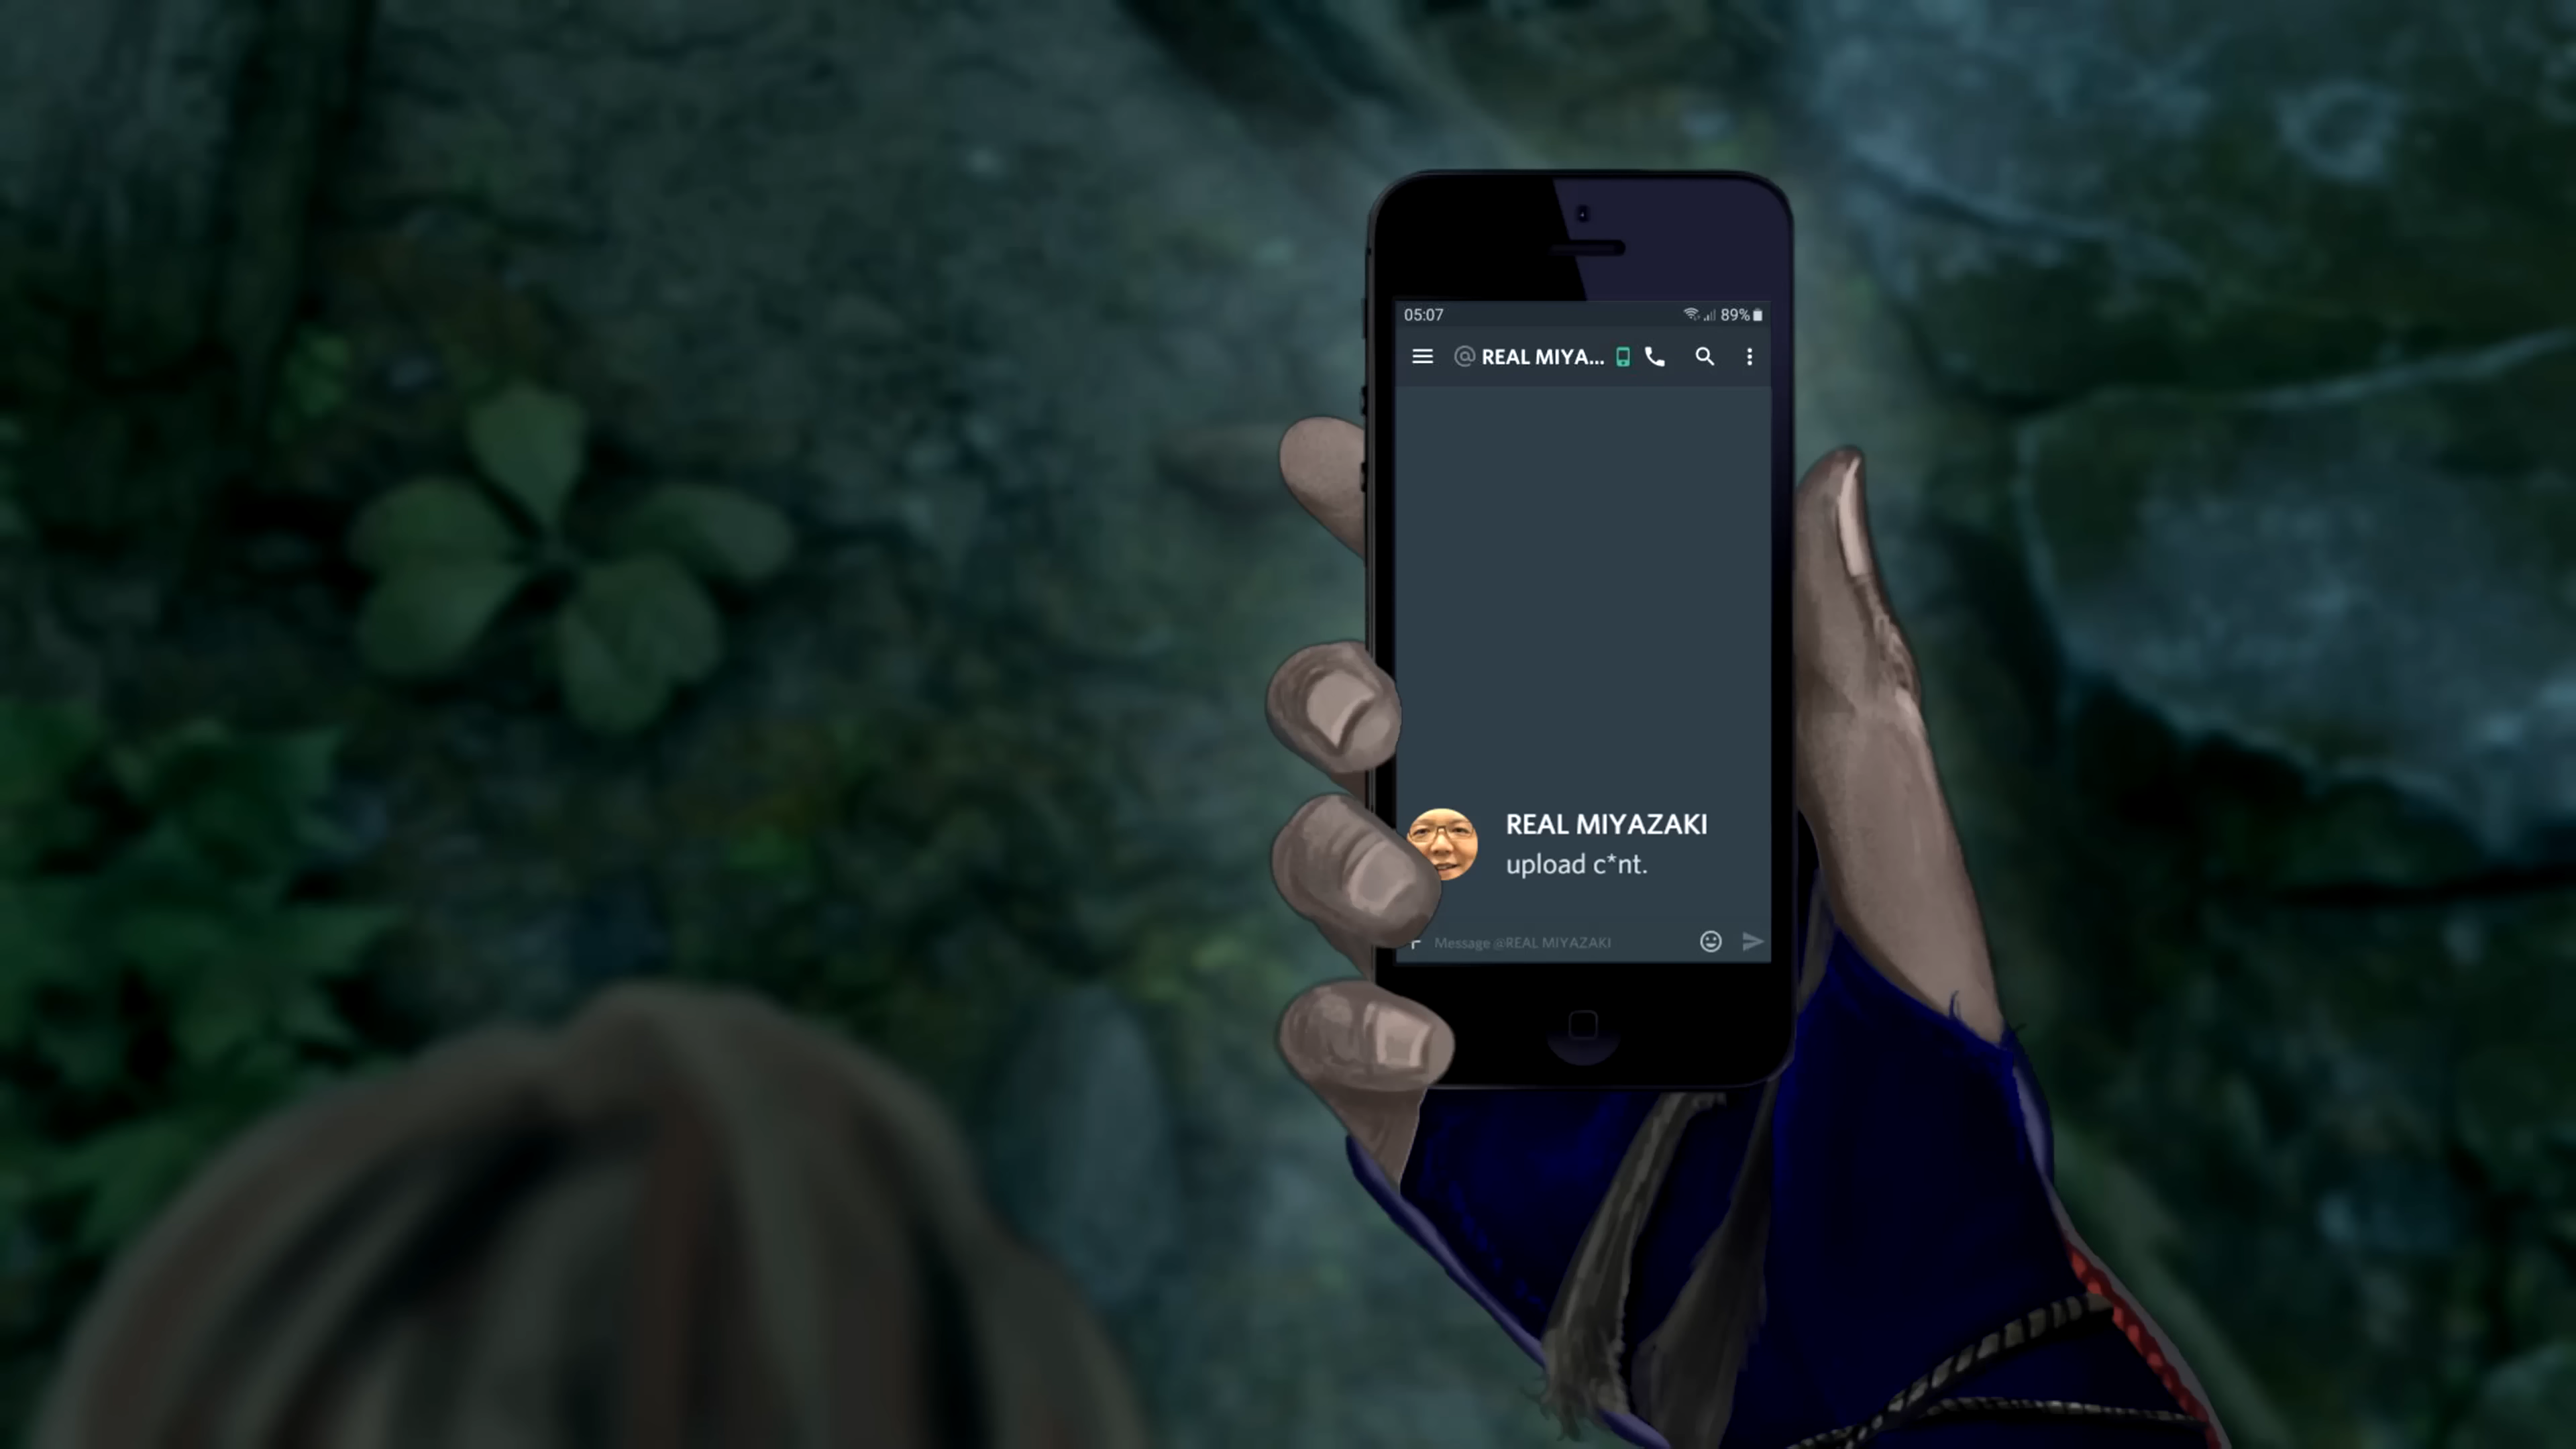 05:07 89%
@ REAL MIYA...
REAL MIYAZAKI
upload c*nt.
Message @REAL MIYAZAKI